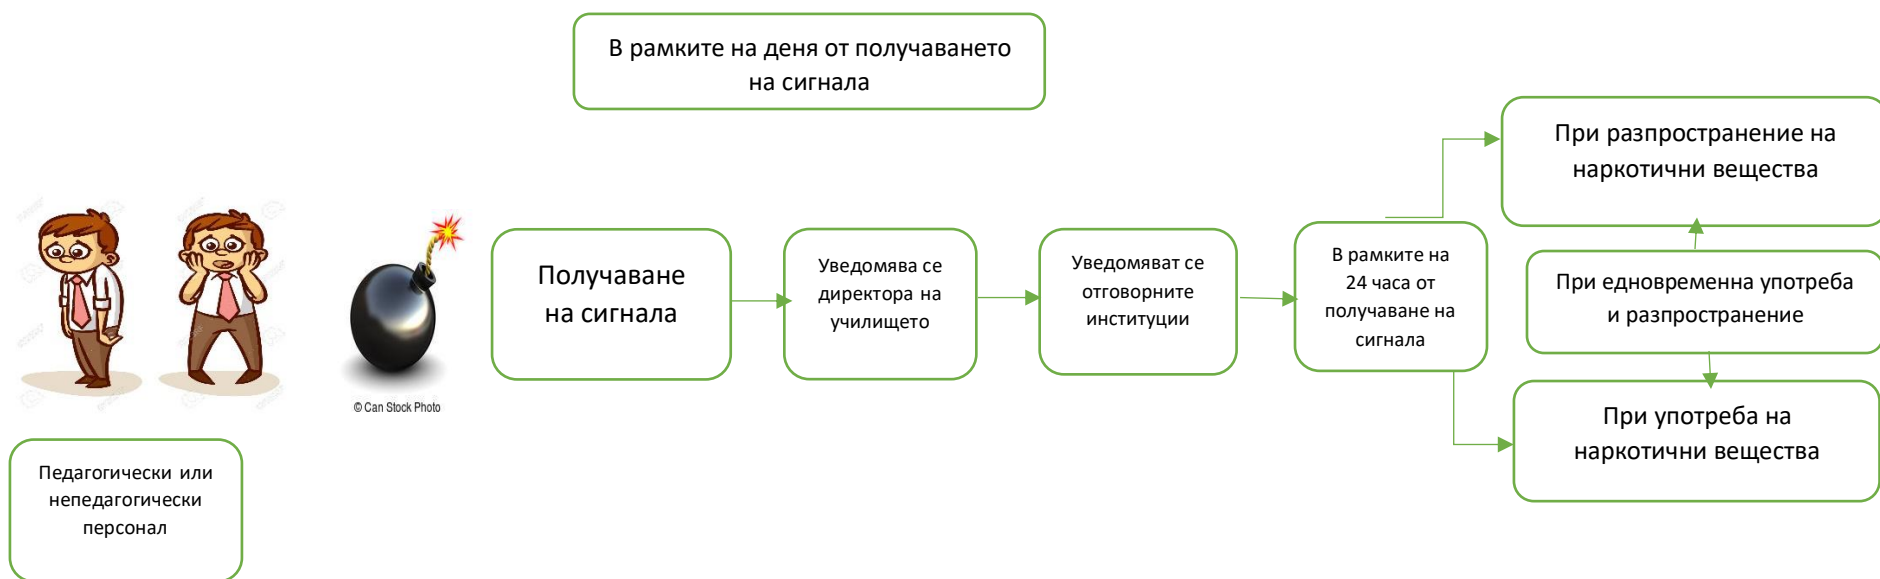 В рамките на деня от получаването
на сигнала
При разпространение на
наркотични вещества
Получаване
на сигнала
Уведомява се
директора на
училището
Уведомяват се
отговорните
институции
В рамките на
24 часа от
получаване на
сигнала
При едновременна употреба
и разпространение
При употреба на
наркотични вещества
© Can Stock Photo
Педагогически или
непедагогически
персонал